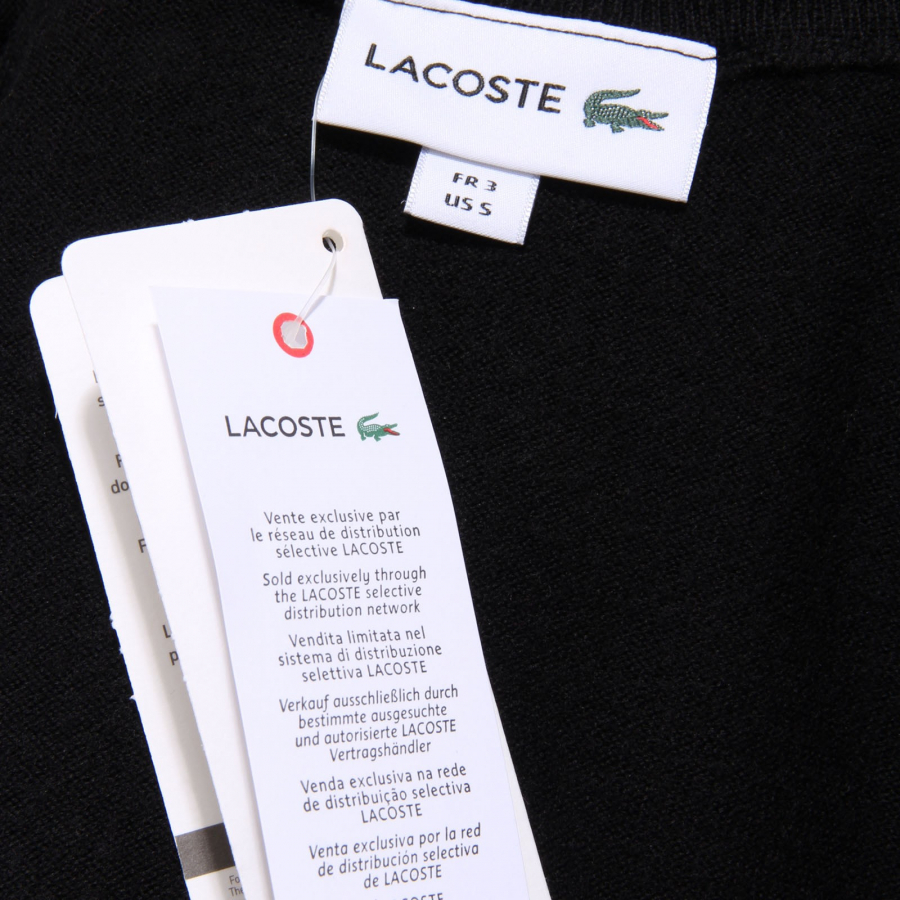 LACOSTE
FR 3
US S
LACOSTE
Vente exclusive par
le réseau de distribution
sélective LACOSTE
Sold exclusively through
the LACOSTE selective
distribution network
Vendita limitata nel
sistema di distribuzione
selettiva LACOSTE
Verkauf ausschließlich durch
bestimmte ausgesuchte
und autorisierte LACOSTE
Vertragshändler
Venda exclusiva na rede
de distribuição selectiva
LACOSTE
Venta exclusiva por la red
de distribución selectiva
de LACOSTE